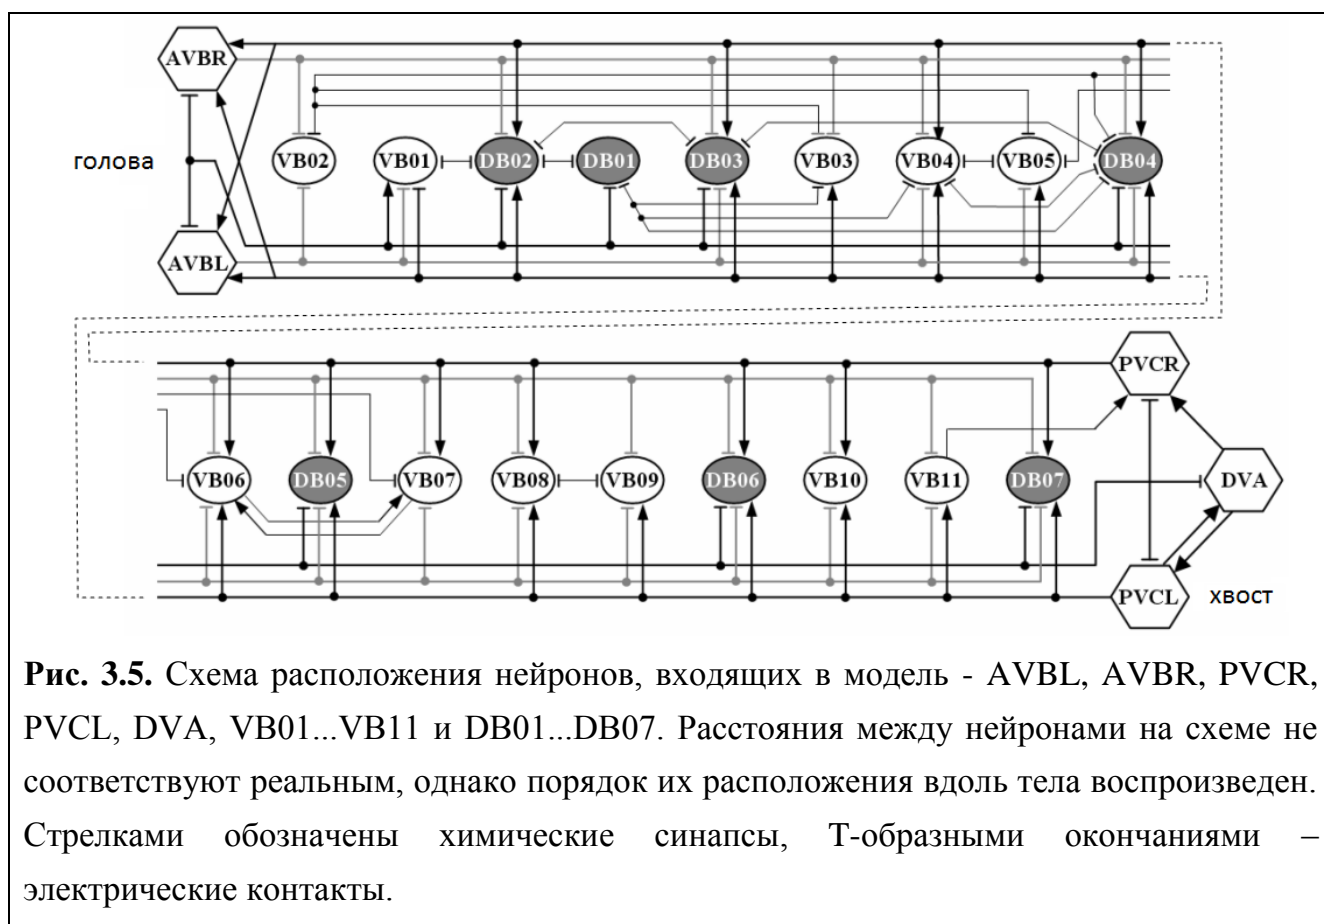 AVBR
голова
VB02 VB01 DB02 DB01 DB03 VB03 VB04 VB05 DB04
AVBL
PVCR
VB06 DB05 VB07 VB08 VB09 DB06 VB10 VB11 DB07 DVA
PVCL хвост
Рис. 3.5. Схема расположения нейронов, входящих в модель - AVBL, AVBR, PVCR,
PVCL, DVA, VB01...VB11 и DB01...DB07. Расстояния между нейронами на схеме не
соответствуют реальным, однако порядок их расположения вдоль тела воспроизведен.
Стрелками обозначены химические синапсы, Т-образными окончаниями –
электрические контакты.